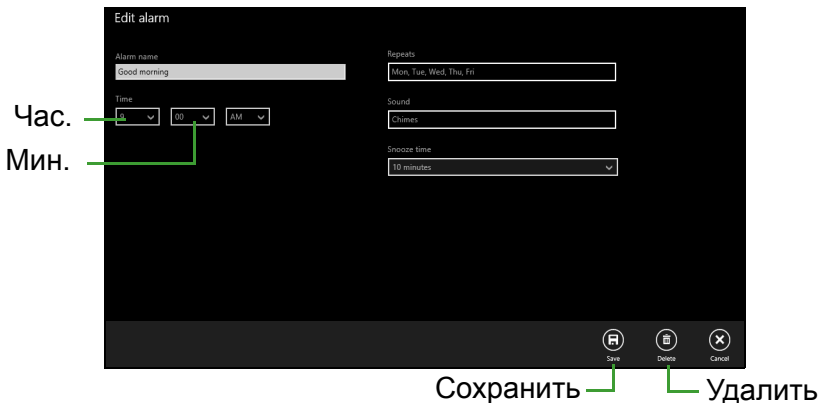 Edit alarm
Alarm name
Good morning
Time
9 00 AM
Repeats
Mon, Tue, Wed, Thu, Fri
Sound
Chimes
Snooze time
10 minutes
Час.
Мин.
Save Delete Cancel
Сохранить Удалить